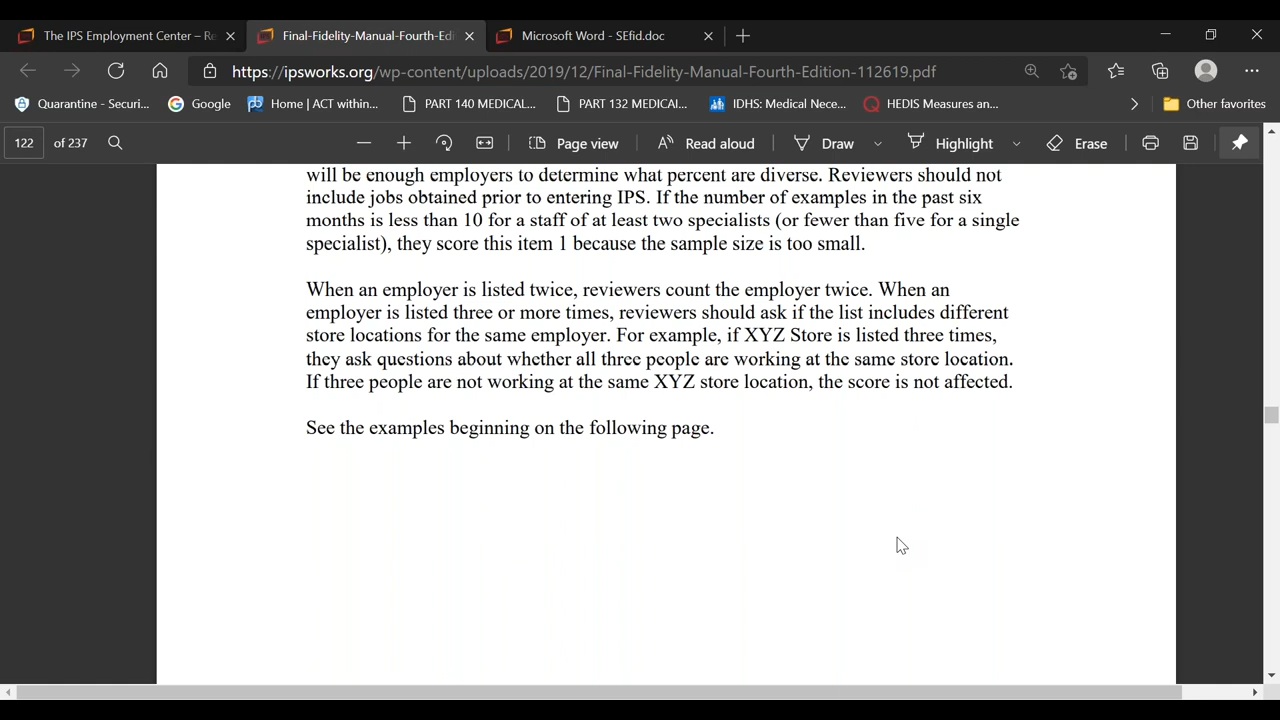 The IPS Employment Center – Re
Final-Fidelity-Manual-Fourth-Edi
Microsoft Word - SEfid.doc
https://ipsworks.org/wp-content/uploads/2019/12/Final-Fidelity-Manual-Fourth-Edition-112619.pdf
Quarantine - Securi... Google Home | ACT within... PART 140 MEDICAL... PART 132 MEDICAL... IDHS: Medical Nece... HEDIS Measures an... Other favorites
122 of 237 Page view Read aloud Draw Highlight Erase
will be enough employers to determine what percent are diverse. Reviewers should not
include jobs obtained prior to entering IPS. If the number of examples in the past six
months is less than 10 for a staff of at least two specialists (or fewer than five for a single
specialist), they score this item 1 because the sample size is too small.
When an employer is listed twice, reviewers count the employer twice. When an
employer is listed three or more times, reviewers should ask if the list includes different
store locations for the same employer. For example, if XYZ Store is listed three times,
they ask questions about whether all three people are working at the same store location.
If three people are not working at the same XYZ store location, the score is not affected.
See the examples beginning on the following page.